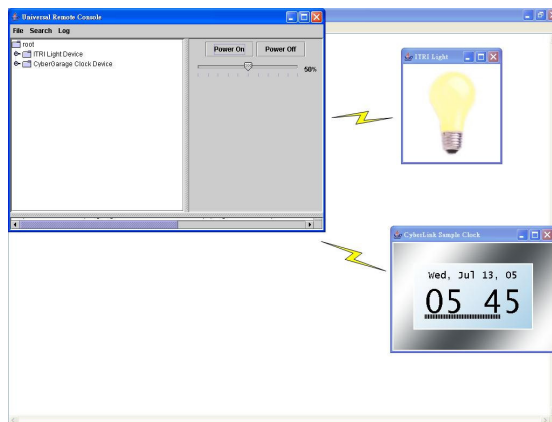 Universal Remote Console
File Search Log
root
ITRI Light Device
CyberGarage Clock Device
Power On Power Off
50%
ITRI Light
CyberLink Sample Clock
Wed, Jul 13, 05
05 45